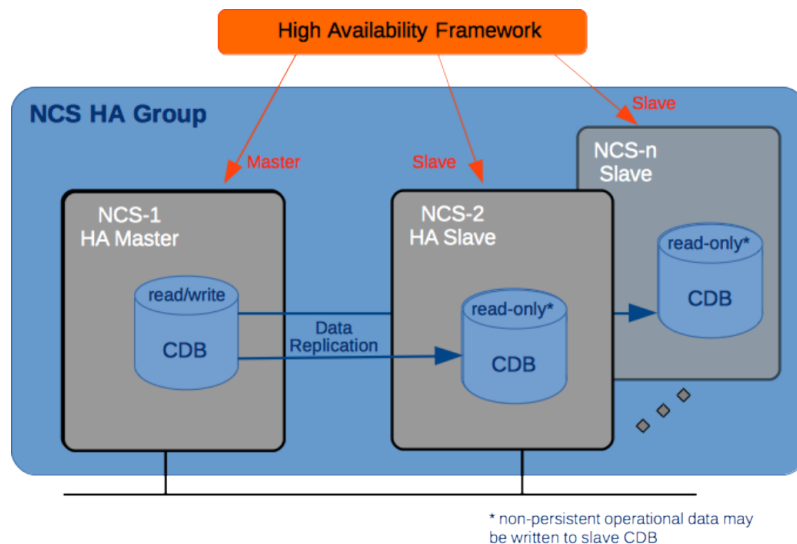 High Availability Framework
NCS HA Group
Master
Slave
Slave
NCS-1
HA Master
read/write
CDB
Data
Replication
NCS-2
HA Slave
read-only*
CDB
NCS-n
Slave
read-only*
CDB
* non-persistent operational data may
be written to slave CDB